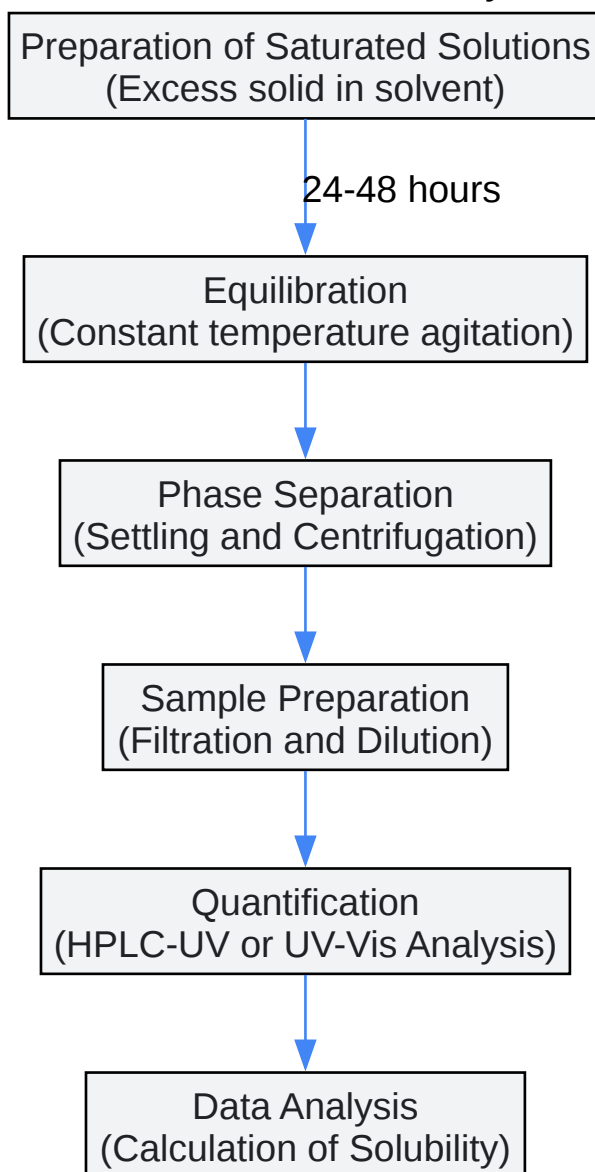 Preparation of Saturated Solutions
(Excess solid in solvent)
24-48 hours
Equilibration
(Constant temperature agitation)
Phase Separation
(Settling and Centrifugation)
Sample Preparation
(Filtration and Dilution)
Quantification
(HPLC-UV or UV-Vis Analysis)
Data Analysis
(Calculation of Solubility)